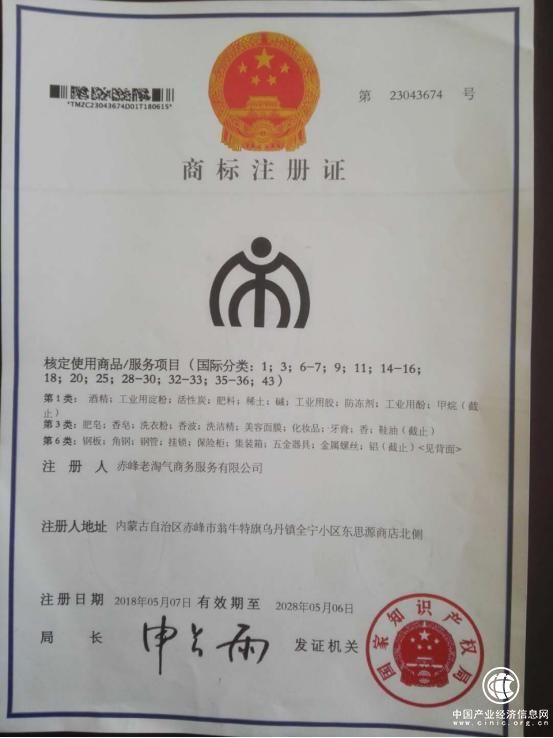 第 23043674 号
*TMZC23043674D01T180615*
商标注册证
核定使用商品/服务项目（国际分类：1；3；6-7；9；11；14-16；
18；20；25；28-30；32-33；35-36；43）
第1类：酒精；工业用淀粉；活性炭；肥料；稀土；碱；工业用胶；防冻剂；工业用酚；甲烷（截
止）
第3类：肥皂；香皂；洗衣粉；香波；洗洁精；美容面膜；化妆品；牙膏；香；鞋油（截止）
第6类：钢板；角钢；钢管；挂锁；保险柜；集装箱；五金器具；金属螺丝；铝（截止）<见背面>
注册人 赤峰老淘气商务服务有限公司
注册人地址 内蒙古自治区赤峰市翁牛特旗乌丹镇全宁小区东思源商店北侧
注册日期 2018年05月07日 有效期至 2028年05月06日
局长 申长雨 发证机关
国家知识产权局
中国产业经济信息网
www.cinic.org.cn